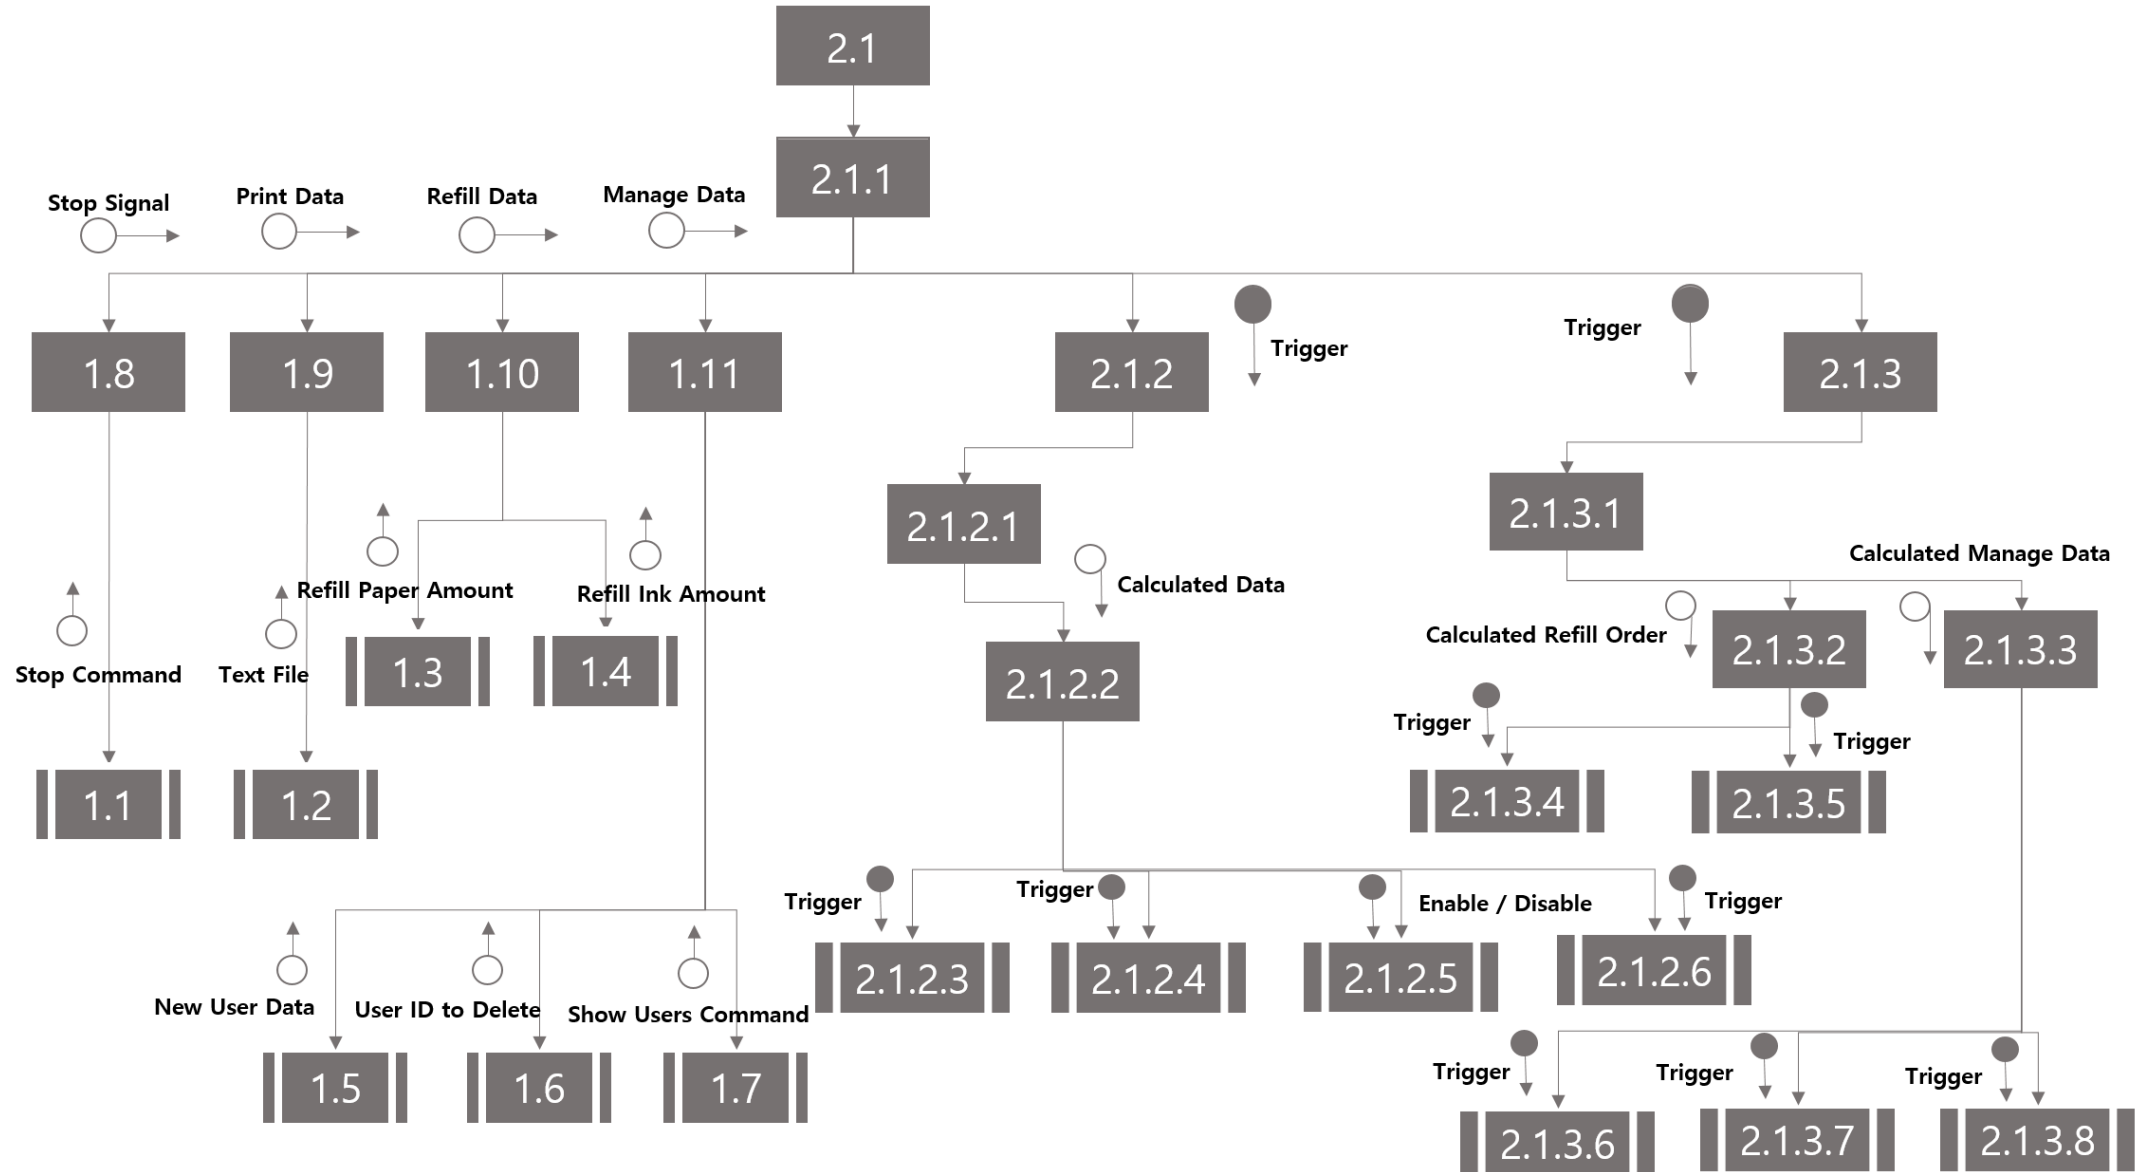 2.1
2.1.1
Stop Signal
Print Data
Refill Data
Manage Data
Trigger
Trigger
1.8
1.9
1.10
1.11
2.1.2
2.1.3
2.1.2.1
2.1.3.1
Calculated Manage Data
Calculated Data
Refill Paper Amount
Refill Ink Amount
Calculated Refill Order
2.1.3.2
2.1.3.3
Stop Command
Text File
1.3
1.4
2.1.2.2
Trigger
Trigger
1.1
1.2
2.1.3.4
2.1.3.5
Trigger
Trigger
Enable / Disable
Trigger
2.1.2.3
2.1.2.4
2.1.2.5
2.1.2.6
New User Data
User ID to Delete
Show Users Command
Trigger
Trigger
Trigger
1.5
1.6
1.7
2.1.3.6
2.1.3.7
2.1.3.8